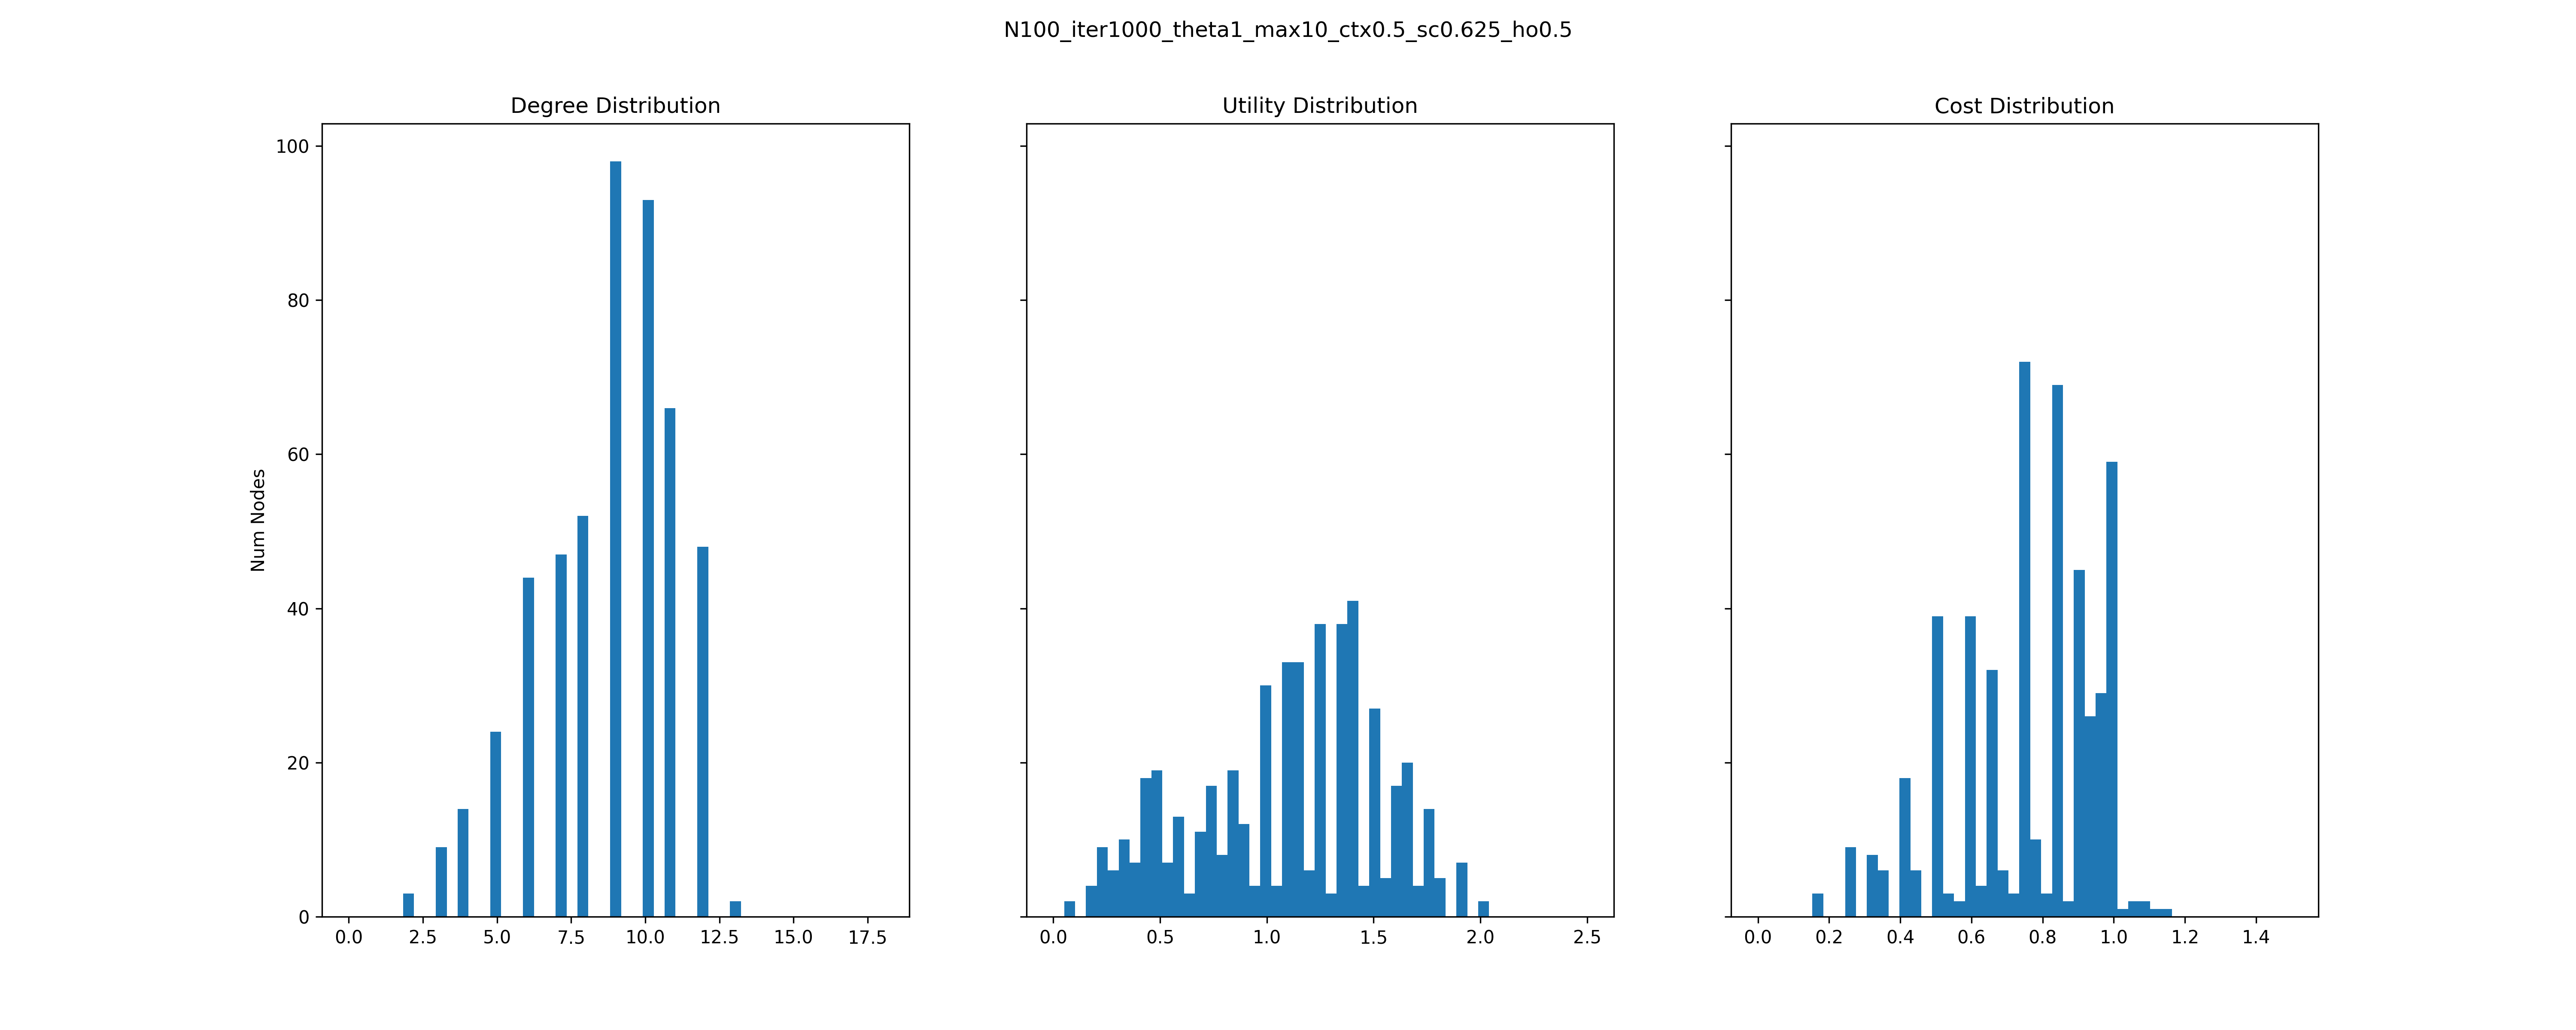 N100_iter1000_theta1_max10_ctx0.5_sc0.625_ho0.5
Degree Distribution
Num Nodes
100
80
60
40
20
0
0.0 2.5 5.0 7.5 10.0 12.5 15.0 17.5
Utility Distribution
0.0 0.5 1.0 1.5 2.0 2.5
Cost Distribution
0.0 0.2 0.4 0.6 0.8 1.0 1.2 1.4